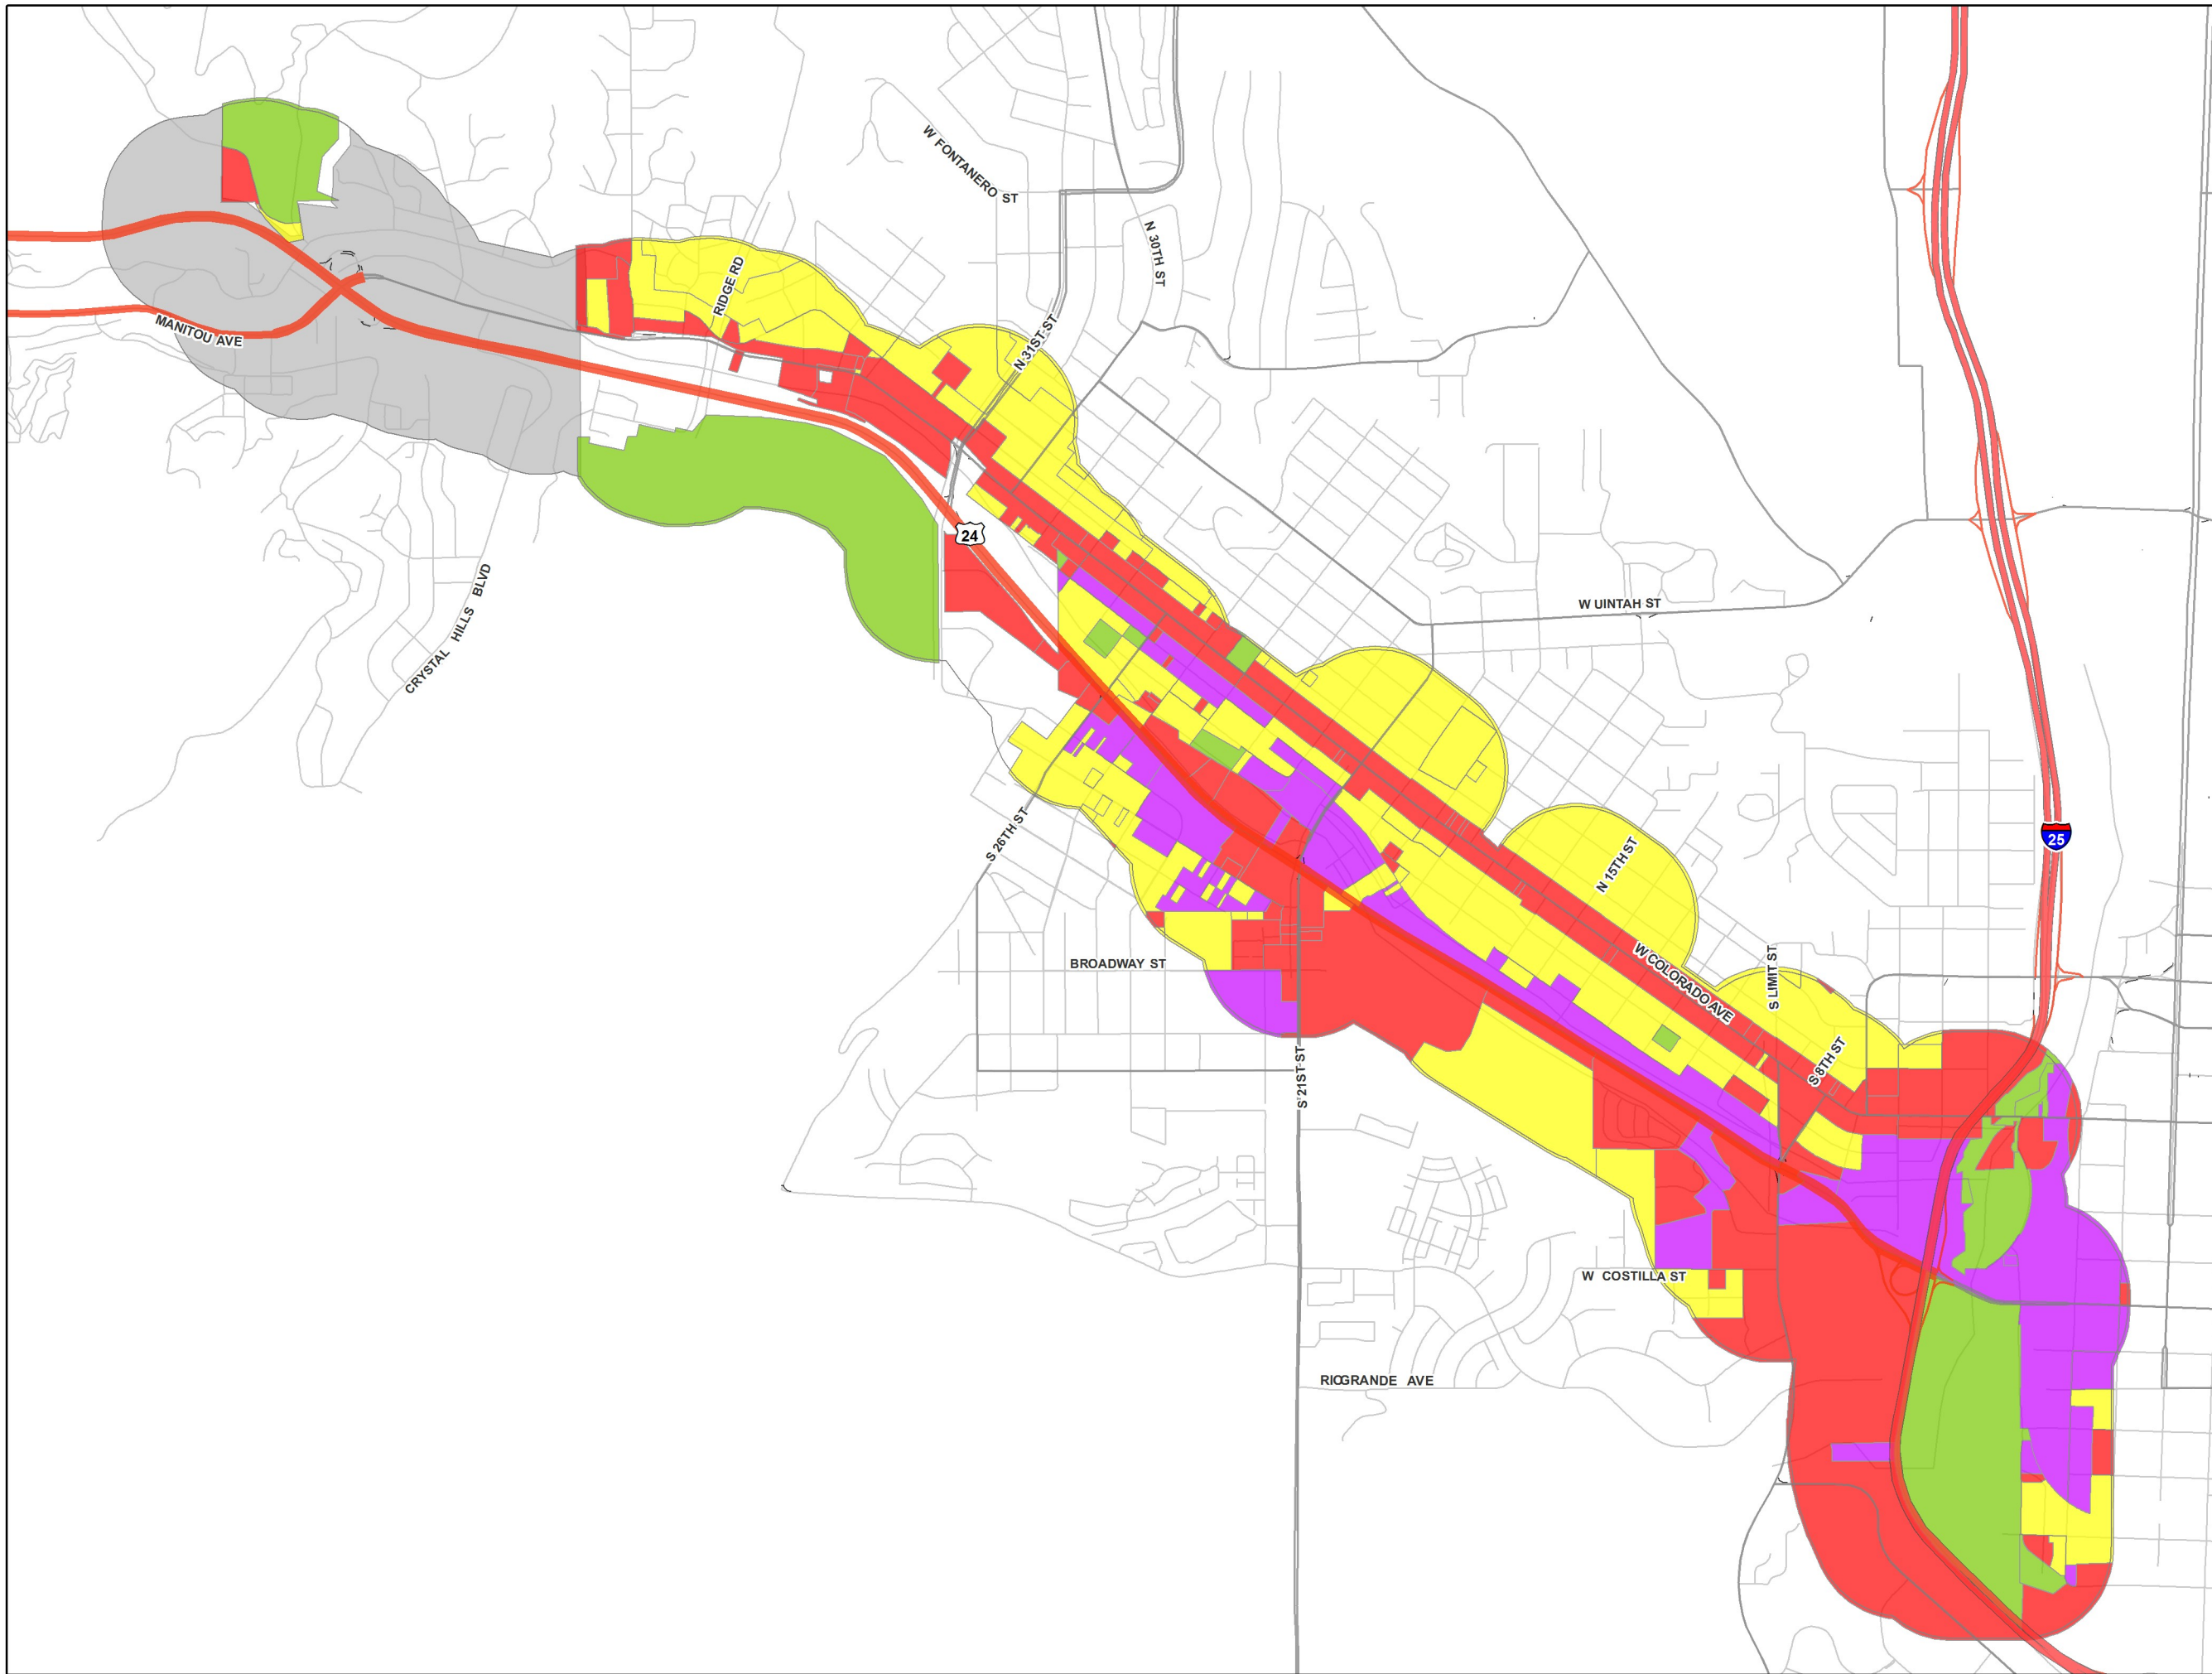 W FONTANERO ST
N 30TH ST
RIDGE RD
N 31ST ST
MANITOU AVE
24
CRYSTAL HILLS BLVD
W UINTAH ST
25
S 26TH ST
N 15TH ST
BROADWAY ST
W COLORADO AVE
S LIMIT ST
S 8TH ST
S 21ST ST
W COSTILLA ST
RIOGRANDE AVE